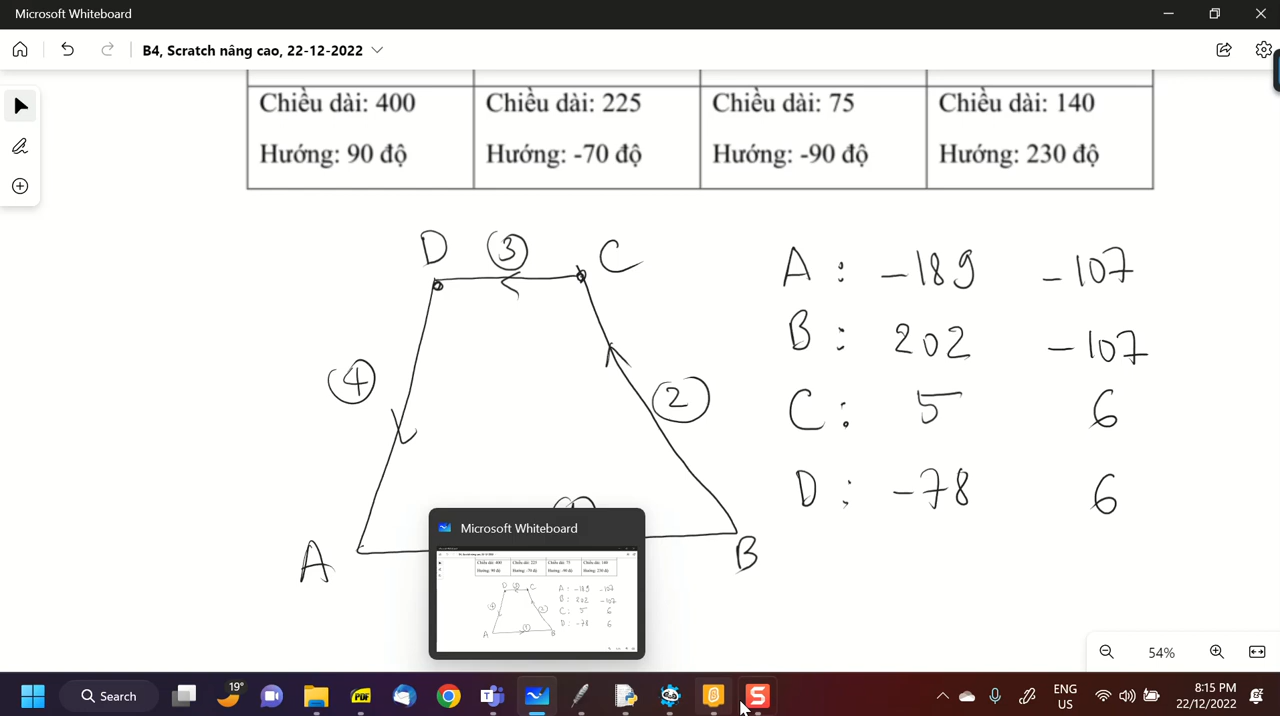 Microsoft Whiteboard
B4, Scratch nâng cao, 22-12-2022
Chiều dài: 400 Chiều dài: 225 Chiều dài: 75 Chiều dài: 140
Hướng: 90 độ Hướng: -70 độ Hướng: -90 độ Hướng: 230 độ
D ③ C
A : -189 -107
B : 202 -107
④ ②
C : 5 6
D : -78 6
A B
Microsoft Whiteboard
54%
Search
19°
ENG
US
8:15 PM
22/12/2022